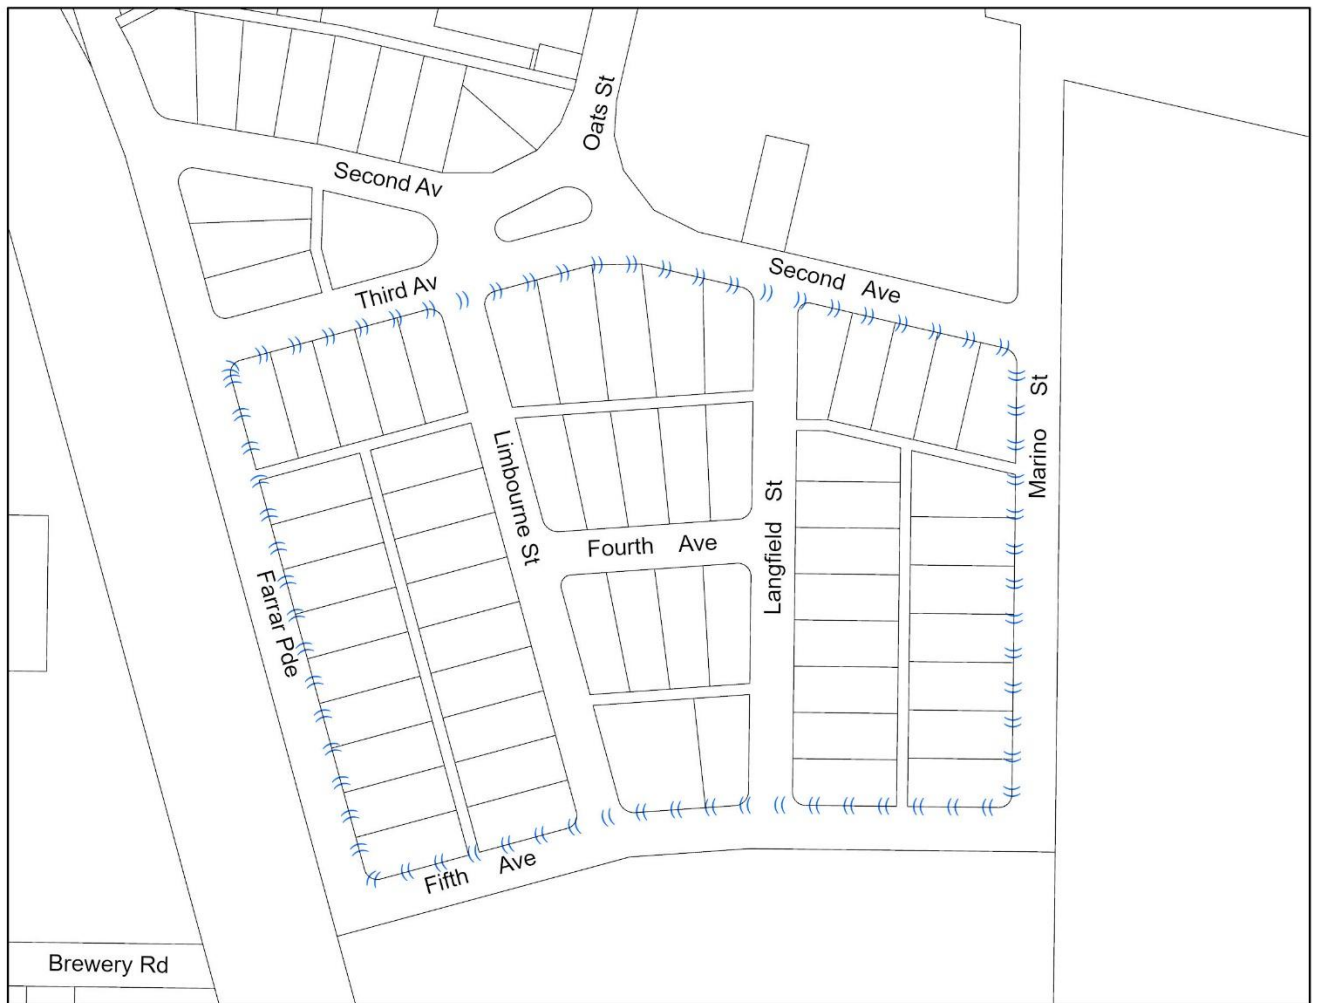 Oats St
Second Av
Second Ave
Third Av
Marino St
Limbourne St
Langfield St
Fourth Ave
Farrar Pde
Fifth Ave
Brewery Rd